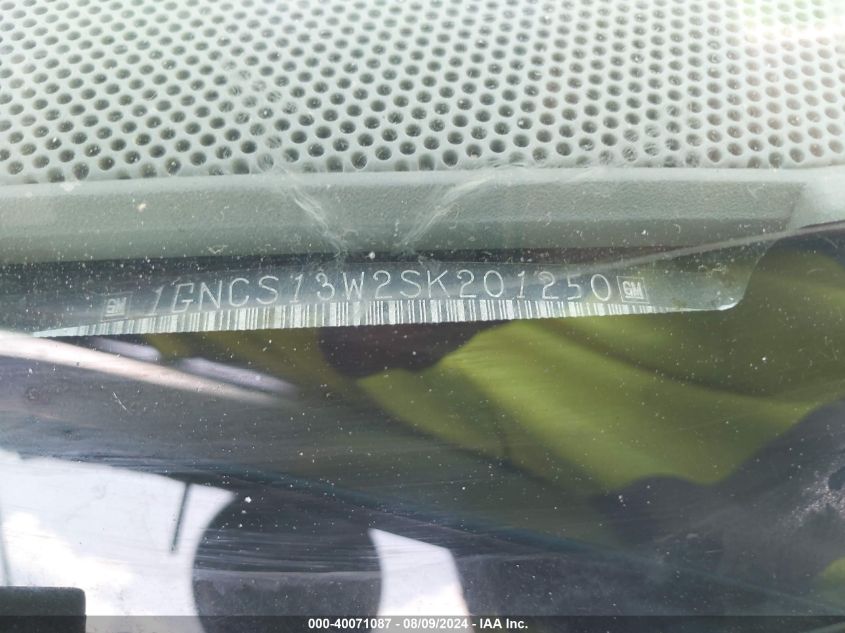 GM 1GNCS13W2SK201250 GM
000-40071087 - 08/09/2024 - IAA Inc.